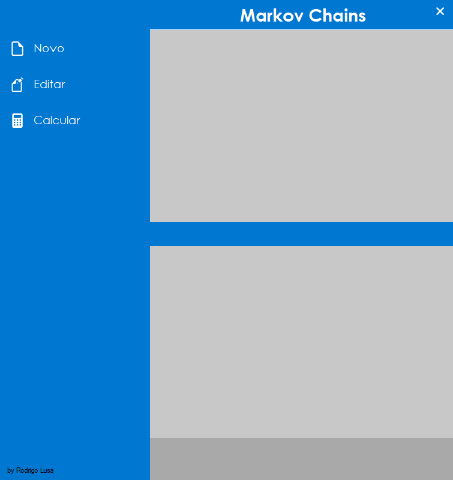 Markov Chains
Novo
Editar
Calcular
by Rodrigo Lusa